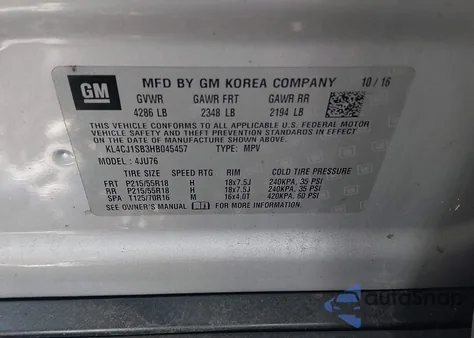 GM
MFD BY GM KOREA COMPANY 10/16
GVWR GAWR FRT GAWR RR
4286 LB 2348 LB 2194 LB
THIS VEHICLE CONFORMS TO ALL APPLICABLE U.S. FEDERAL MOTOR
VEHICLE SAFETY, BUMPER, AND THEFT PREVENTION STANDARDS IN EFFECT
ON THE DATE OF MANUFACTURE SHOWN ABOVE.
KL4CJ1SB3HB045457 TYPE: MPV
MODEL: 4JU76
TIRE SIZE SPEED RTG RIM COLD TIRE PRESSURE
FRT P215/55R18 H 18x7.5J 240KPA, 35 PSI
RR P215/55R18 H 18x7.5J 240KPA, 35 PSI
SPA T125/70R16 M 16x4.0T 420KPA, 60 PSI
SEE OWNER'S MANUAL FOR MORE INFORMATION.
AutoSnap